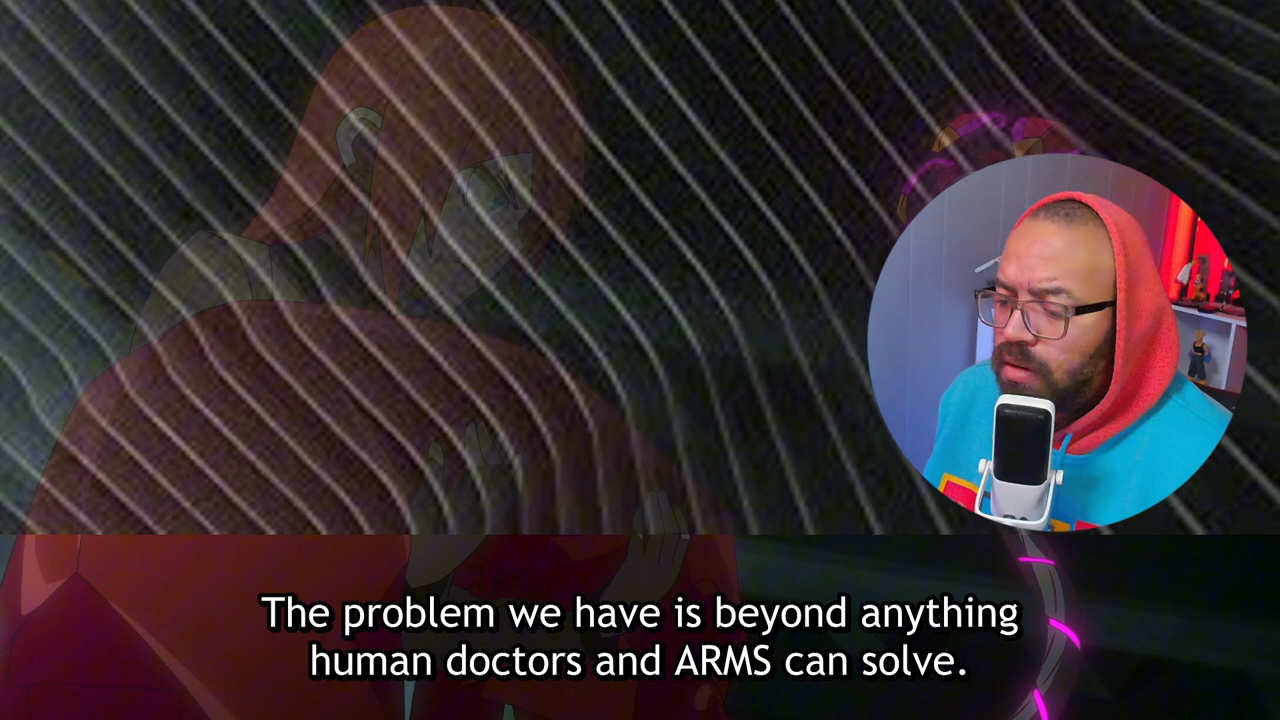 The problem we have is beyond anything
human doctors and ARMS can solve.